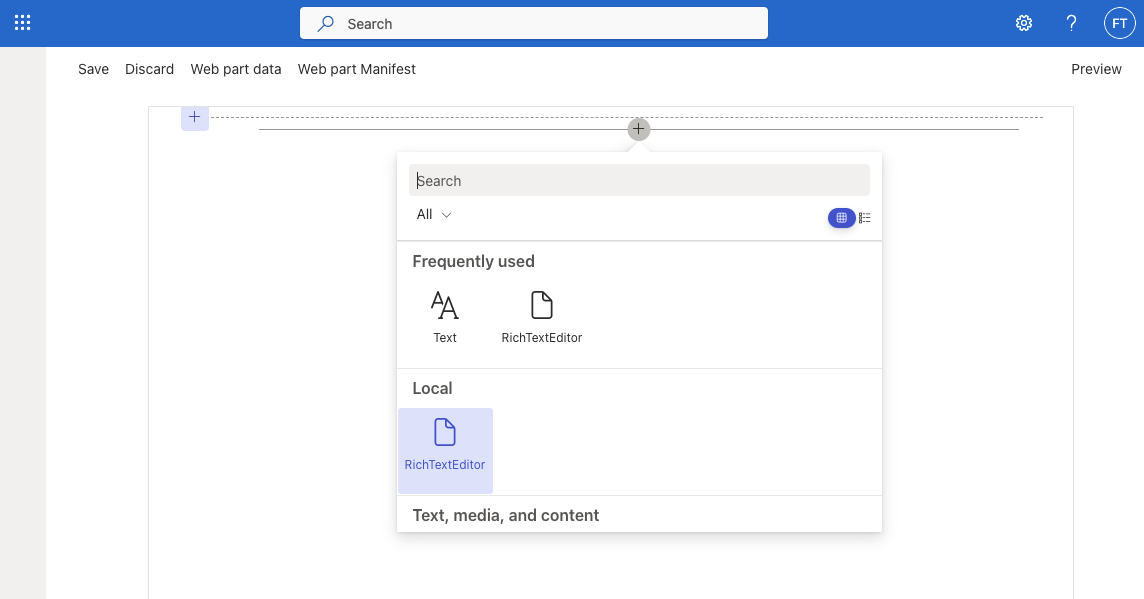 Search
?
FT
Save Discard Web part data Web part Manifest Preview
Search
All
Frequently used
Text RichTextEditor
Local
RichTextEditor
Text, media, and content